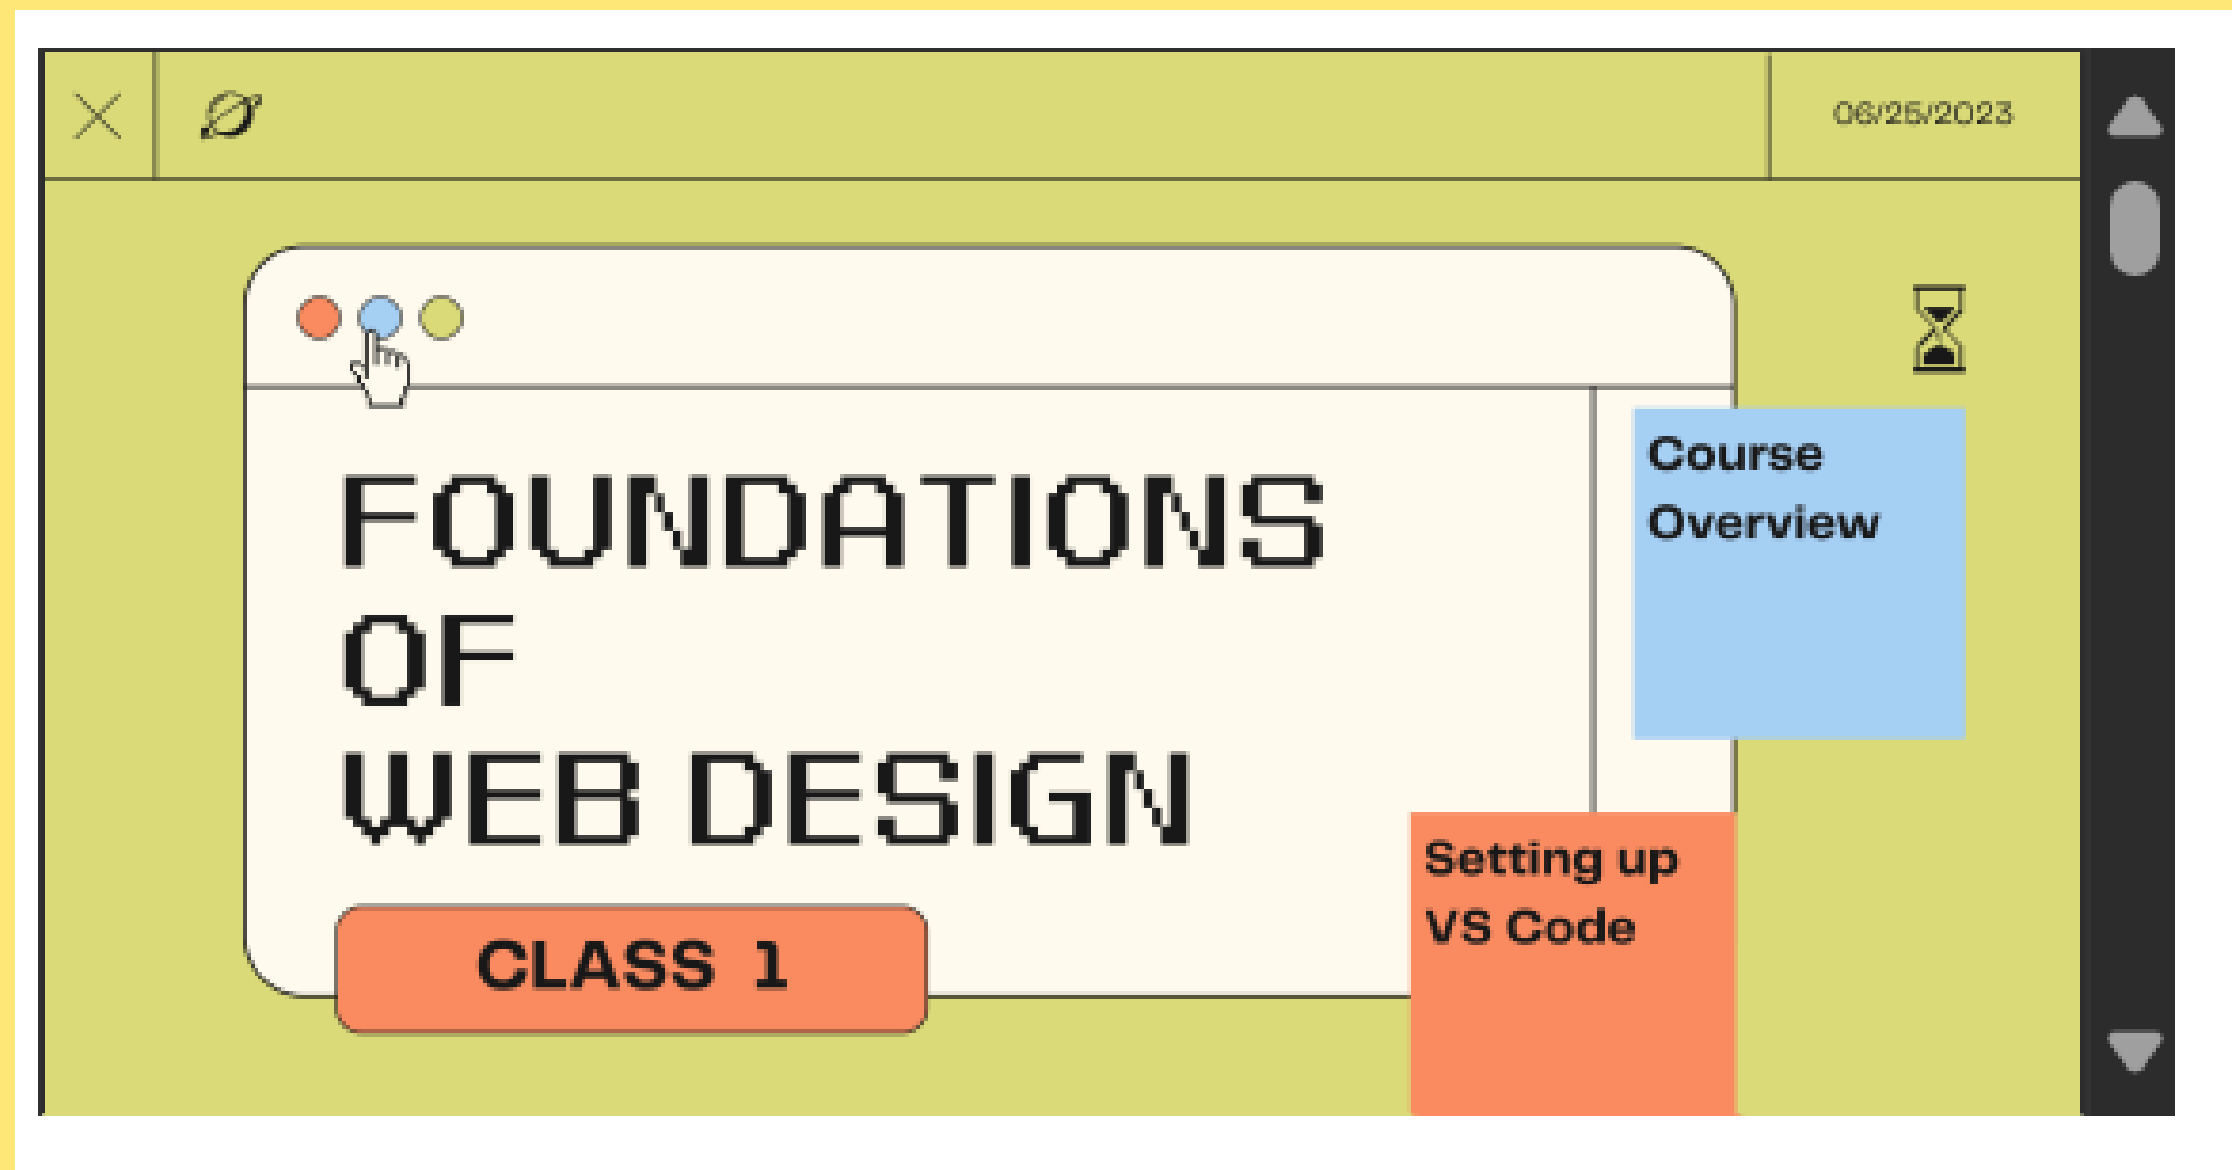 06/25/2023
FOUNDATIONS
OF
WEB DESIGN
CLASS 1
Course
Overview
Setting up
VS Code